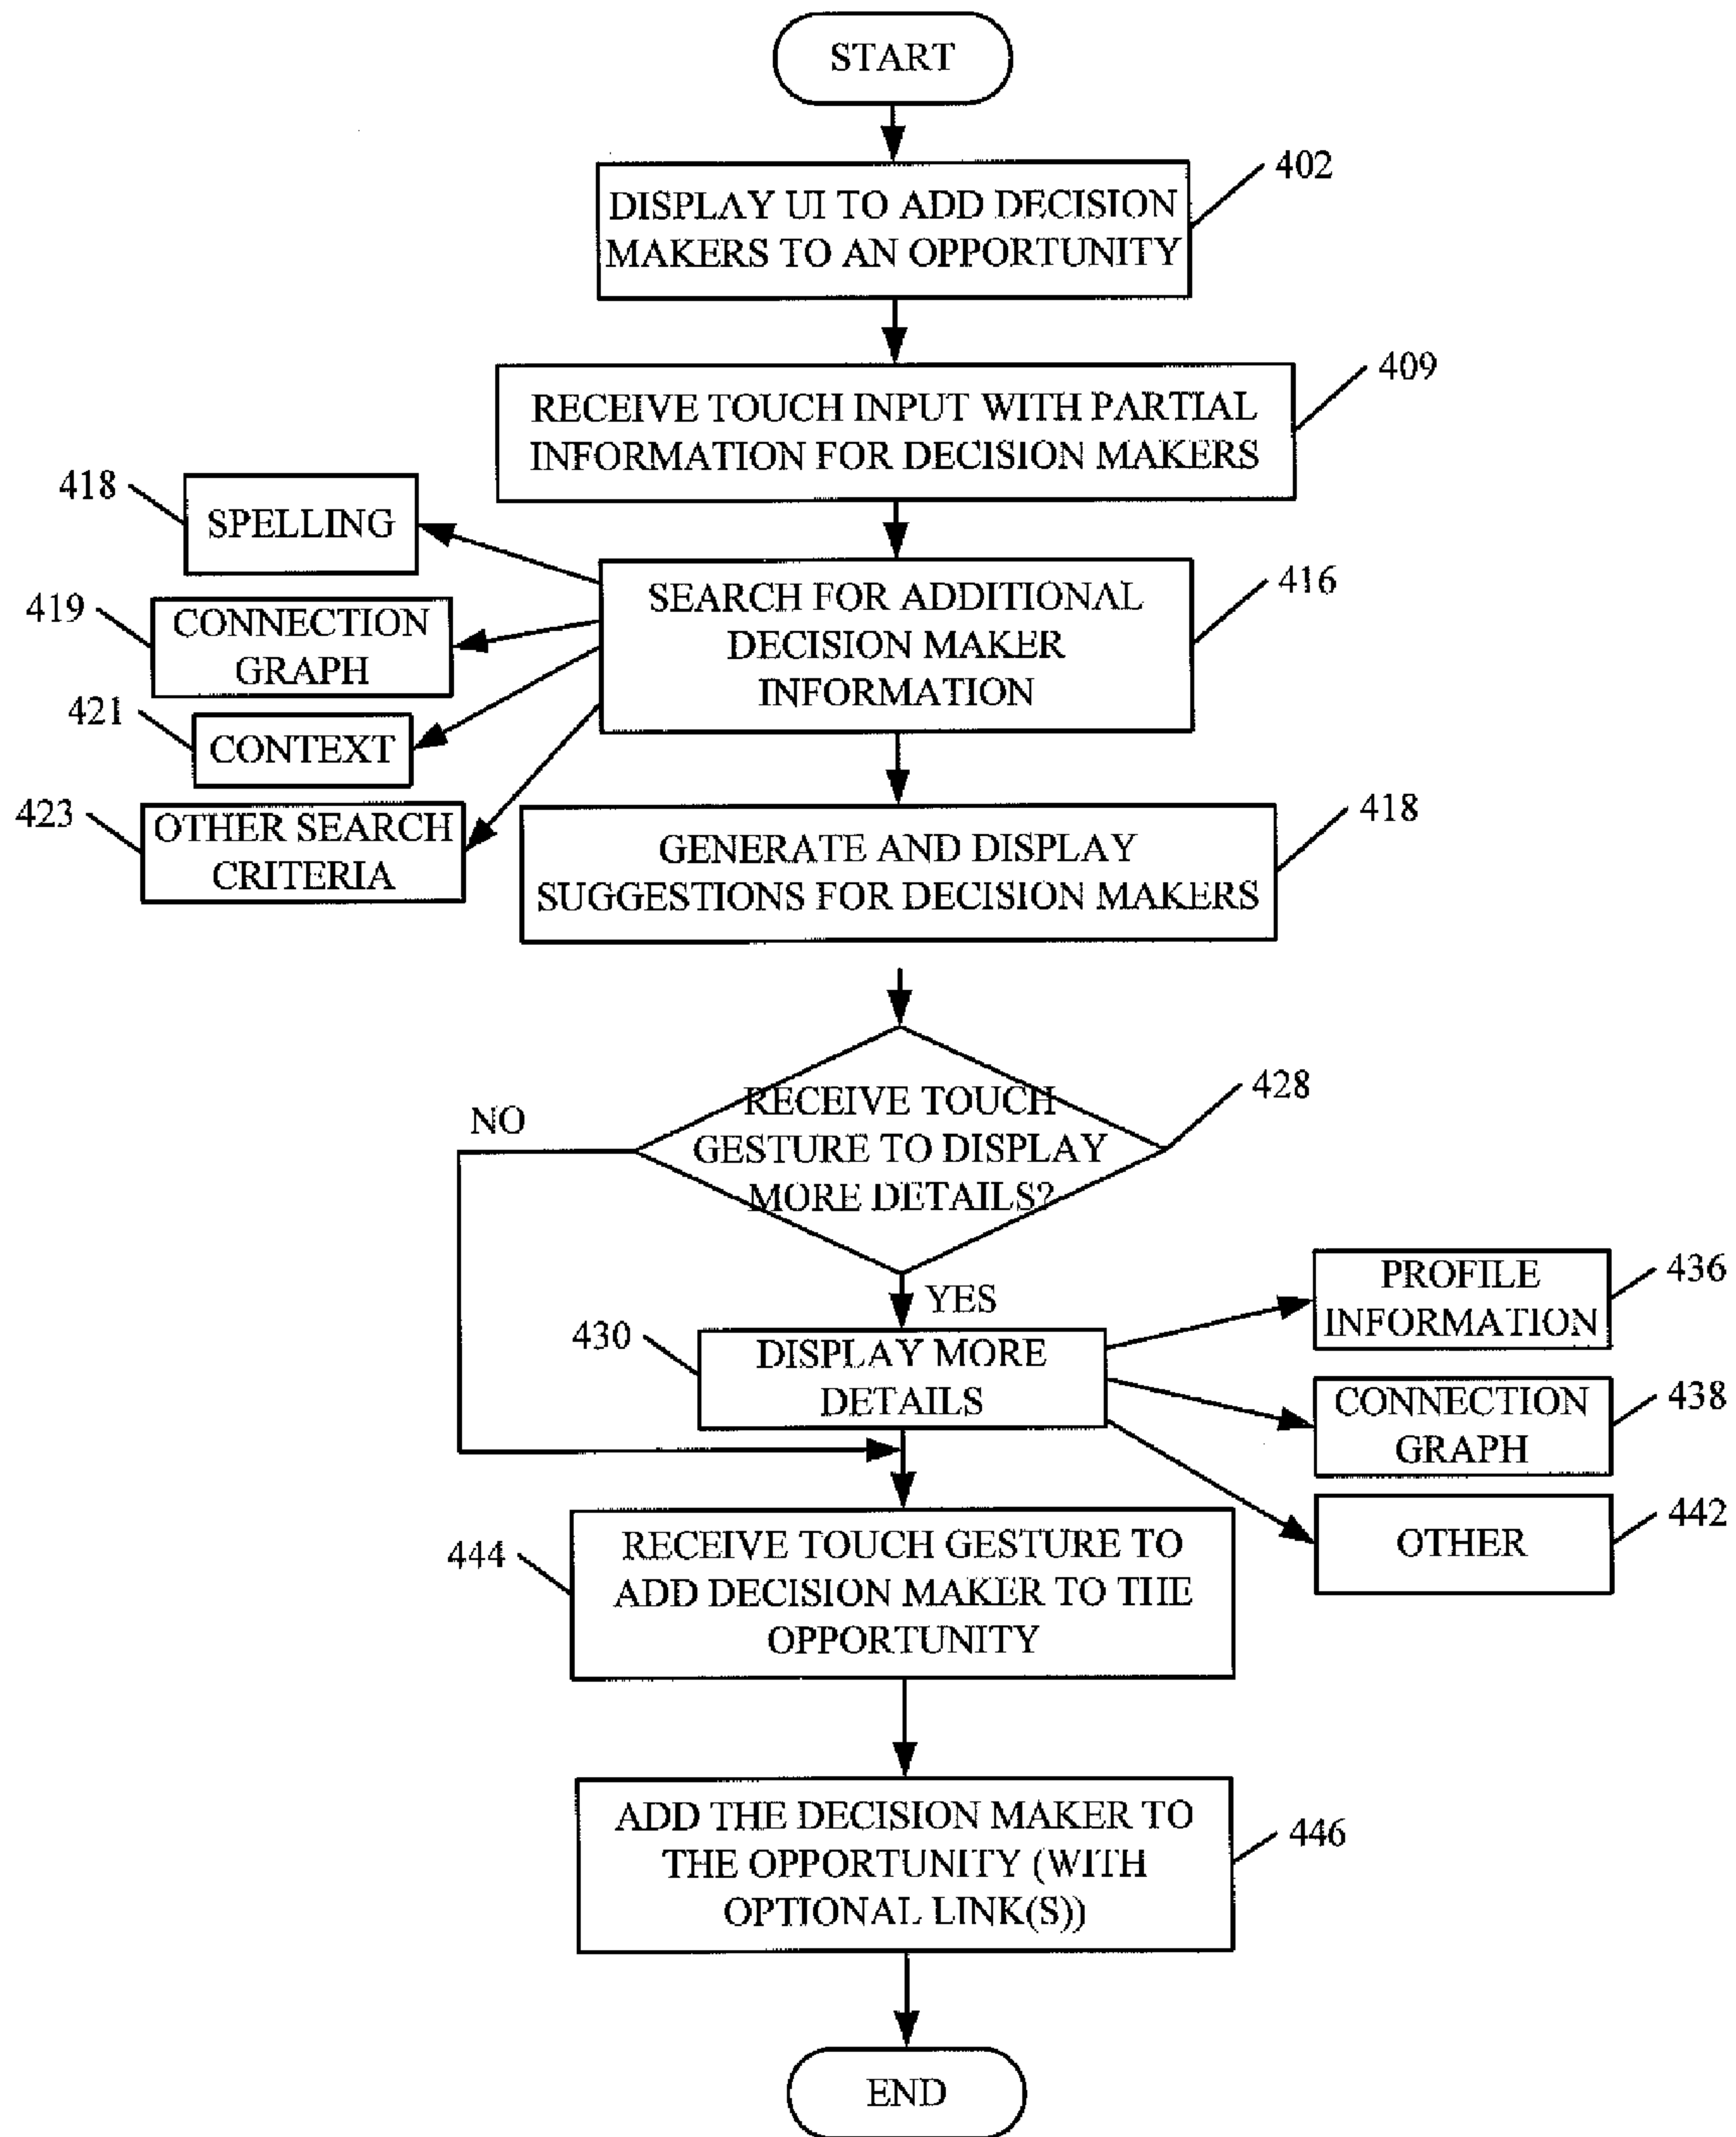 START
402
DISPLAY UI TO ADD DECISION
MAKERS TO AN OPPORTUNITY
409
RECEIVE TOUCH INPUT WITH PARTIAL
INFORMATION FOR DECISION MAKERS
418
SPELLING
419
CONNECTION
GRAPH
421
CONTEXT
423
OTHER SEARCH
CRITERIA
416
SEARCH FOR ADDITIONAL
DECISION MAKER
INFORMATION
418
GENERATE AND DISPLAY
SUGGESTIONS FOR DECISION MAKERS
428
RECEIVE TOUCH
GESTURE TO DISPLAY
MORE DETAILS?
NO
YES
430
DISPLAY MORE
DETAILS
PROFILE
INFORMATION
436
CONNECTION
GRAPH
438
OTHER
442
444
RECEIVE TOUCH GESTURE TO
ADD DECISION MAKER TO THE
OPPORTUNITY
ADD THE DECISION MAKER TO
THE OPPORTUNITY (WITH
OPTIONAL LINK(S))
446
END